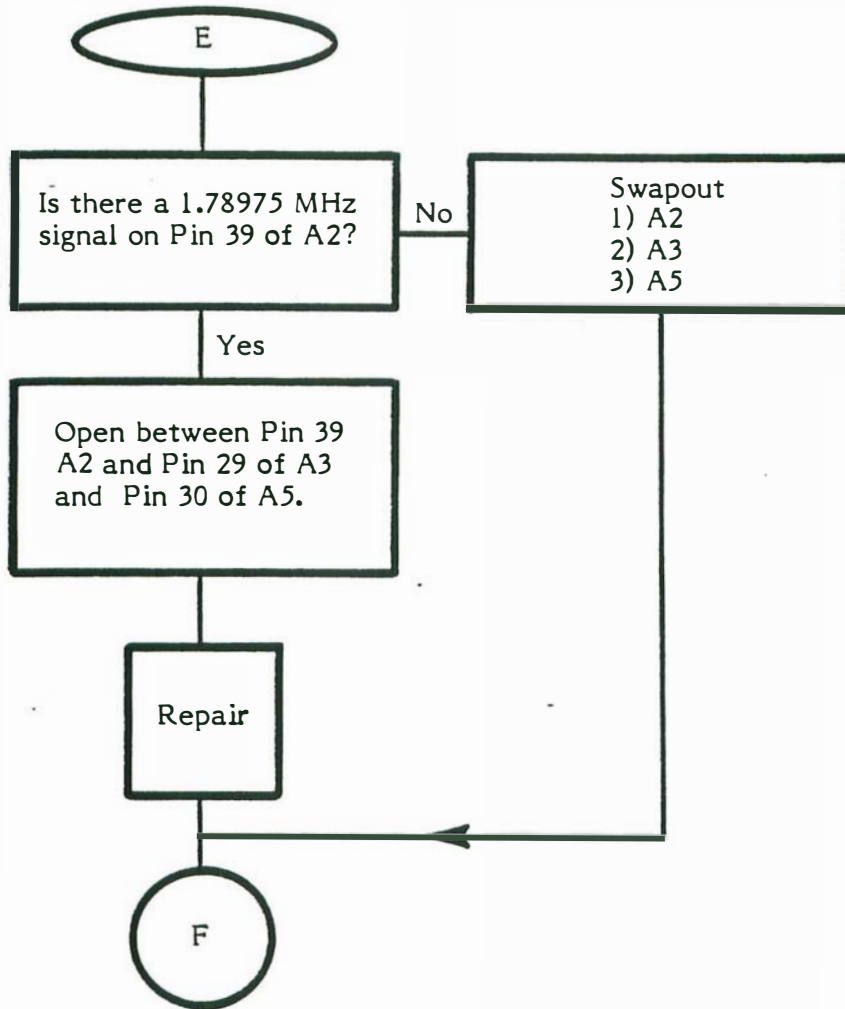 E
Is there a 1.78975 MHz
signal on Pin 39 of A2?
No
Swapout
1) A2
2) A3
3) A5
Yes
Open between Pin 39
A2 and Pin 29 of A3
and Pin 30 of A5.
Repair
F